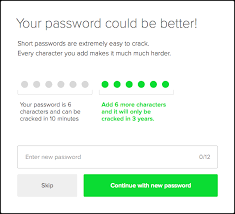 Your password could be better!
Short passwords are extremely easy to crack.
Every character you add makes it much much harder.
Your password is 6
characters and can be
cracked in 10 minutes
Add 6 more characters
and it will only be
cracked in 3 years.
Enter new password
0/12
Skip
Continue with new password